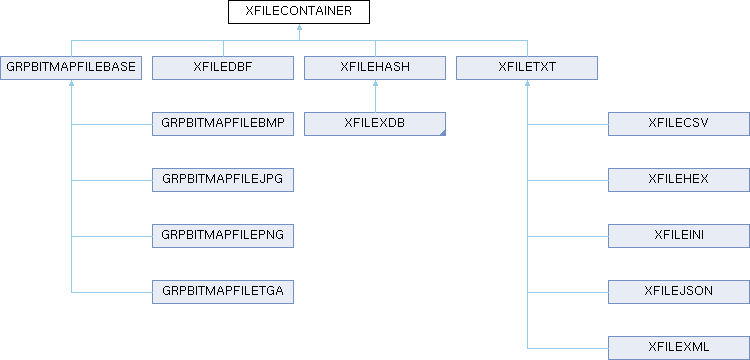 XFILECONTAINER
GRPBITMAPFILEBASE
XFILEDBF
XFILEHASH
XFILETXT
GRPBITMAPFILEBMP
XFILEXDB
XFILECSV
GRPBITMAPFILEJPG
XFILEHEX
GRPBITMAPFILEPNG
XFILEINI
GRPBITMAPFILETGA
XFILEJSON
XFILEXML